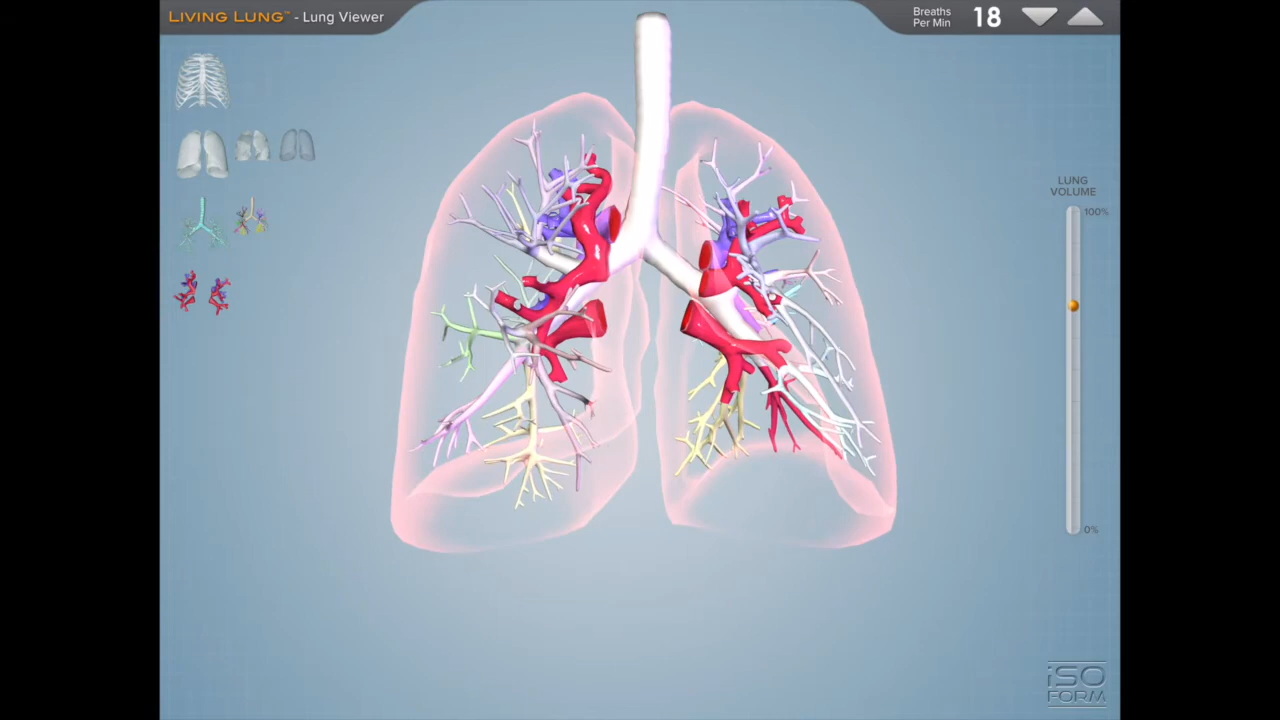 LIVING LUNG™ - Lung Viewer
Breaths
Per Min
18
LUNG
VOLUME
100%
0%
iSO
FORM